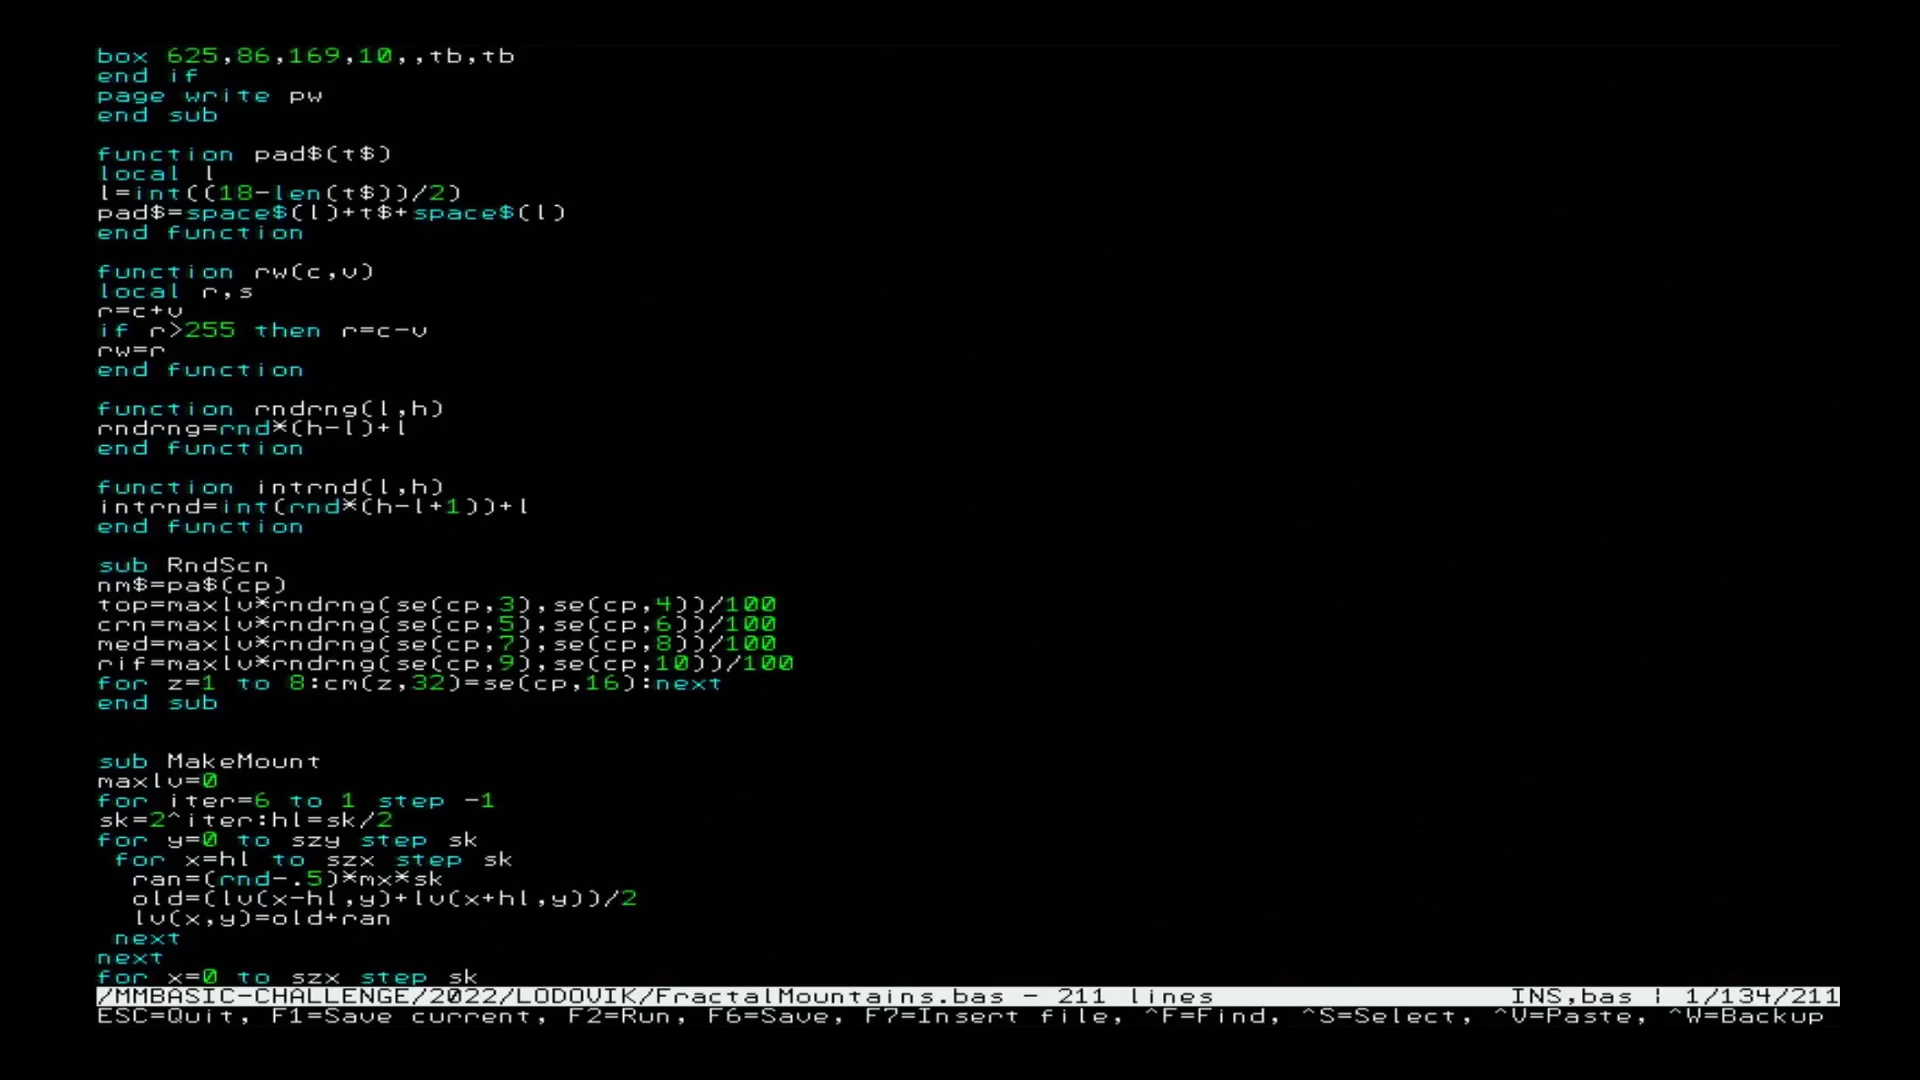 box 625,86,169,10,,tb,tb
end if
page write pw
end sub
function pad$(t$)
local l
l=int((18-len(t$))/2)
pad$=space$(l)+t$+space$(l)
end function
function rw(c,v)
local r,s
r=c+v
if r>255 then r=c-v
rw=r
end function
function rndrng(l,h)
rndrng=rnd*(h-l)+l
end function
function intrnd(l,h)
intrnd=int(rnd*(h-l+1))+l
end function
sub RndScn
nm$=pa$(cp)
top=maxlv*rndrng(se(cp,3),se(cp,4))/100
crn=maxlv*rndrng(se(cp,5),se(cp,6))/100
med=maxlv*rndrng(se(cp,7),se(cp,8))/100
rif=maxlv*rndrng(se(cp,9),se(cp,10))/100
for z=1 to 8:cm(z,32)=se(cp,16):next
end sub
sub MakeMount
maxlv=0
for iter=6 to 1 step -1
sk=2^iter:hl=sk/2
for y=0 to szy step sk
for x=hl to szx step sk
ran=(rnd-.5)*mx*sk
old=(lv(x-hl,y)+lv(x+hl,y))/2
lv(x,y)=old+ran
next
next
for x=0 to szx step sk
/MMBASIC-CHALLENGE/2022/LODOVIK/FractalMountains.bas - 211 lines INS,bas | 1/134/211
ESC=Quit, F1=Save current, F2=Run, F6=Save, F7=Insert file, ^F=Find, ^S=Select, ^V=Paste, ^W=Backup